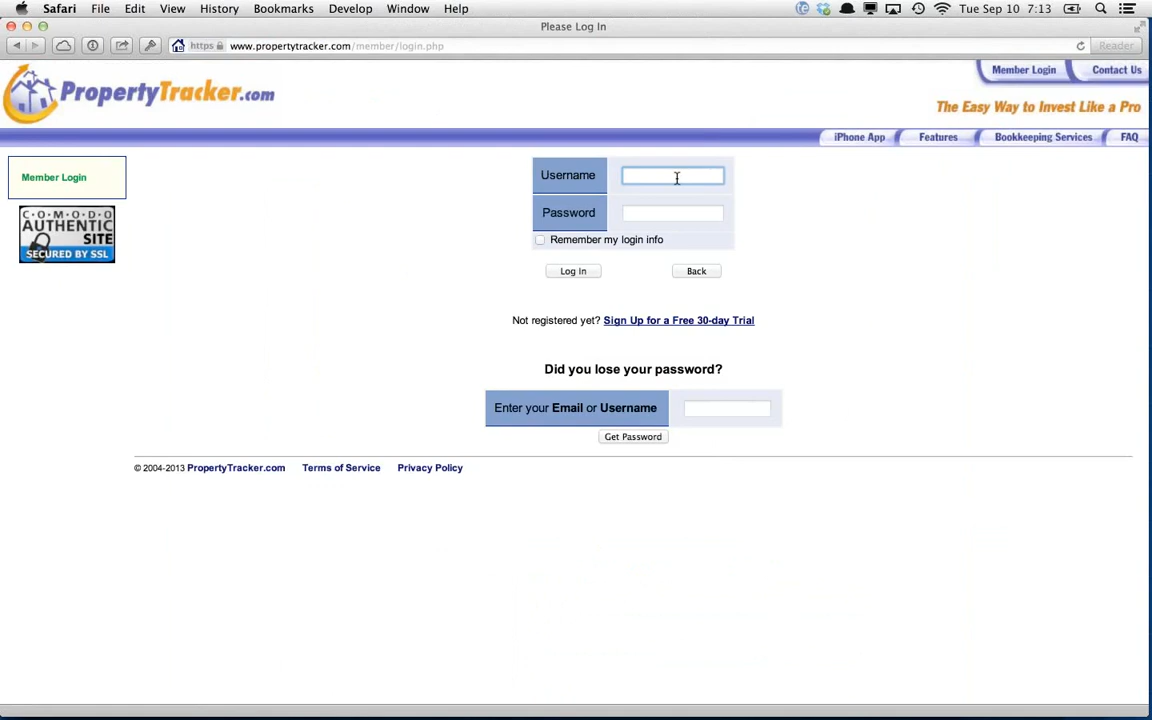 Safari File Edit View History Bookmarks Develop Window Help Tue Sep 10 7:13
Please Log In
https www.propertytracker.com/member/login.php Reader
PropertyTracker.com
Member Login Contact Us
The Easy Way to Invest Like a Pro
iPhone App Features Bookkeeping Services FAQ
Member Login
C·O·M·O·D·O
AUTHENTIC
SITE
SECURED BY SSL
Username
Password
Remember my login info
Log In Back
Not registered yet? Sign Up for a Free 30-day Trial
Did you lose your password?
Enter your Email or Username
Get Password
© 2004-2013 PropertyTracker.com Terms of Service Privacy Policy